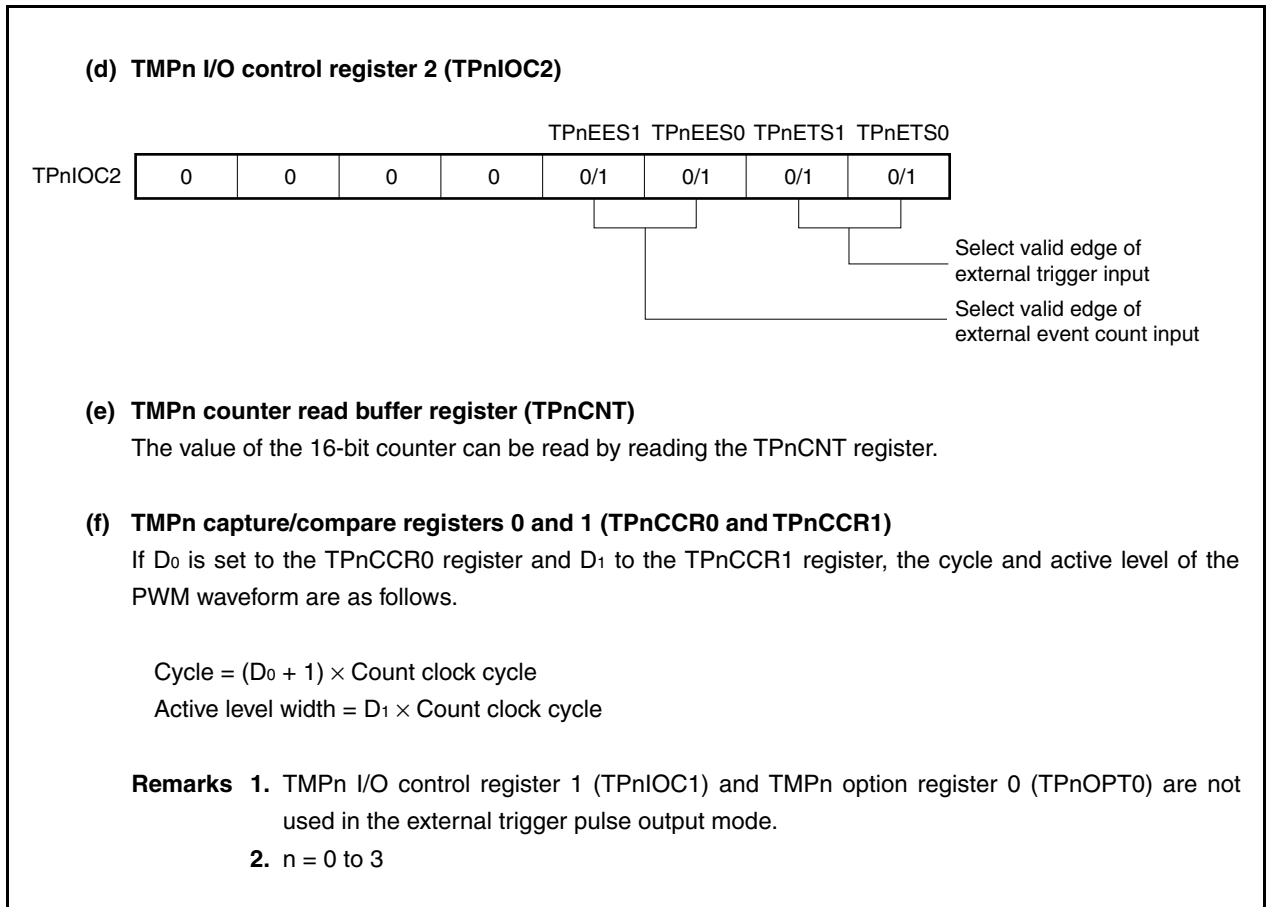 (d) TMPn I/O control register 2 (TPnIOC2)
TPnEES1 TPnEES0 TPnETS1 TPnETS0
TPnIOC2 0 0 0 0 0/1 0/1 0/1 0/1
Select valid edge of
external trigger input
Select valid edge of
external event count input
(e) TMPn counter read buffer register (TPnCNT)
The value of the 16-bit counter can be read by reading the TPnCNT register.
(f) TMPn capture/compare registers 0 and 1 (TPnCCR0 and TPnCCR1)
If D0 is set to the TPnCCR0 register and D1 to the TPnCCR1 register, the cycle and active level of the
PWM waveform are as follows.
Cycle = (D0 + 1) × Count clock cycle
Active level width = D1 × Count clock cycle
Remarks 1. TMPn I/O control register 1 (TPnIOC1) and TMPn option register 0 (TPnOPT0) are not
used in the external trigger pulse output mode.
2. n = 0 to 3